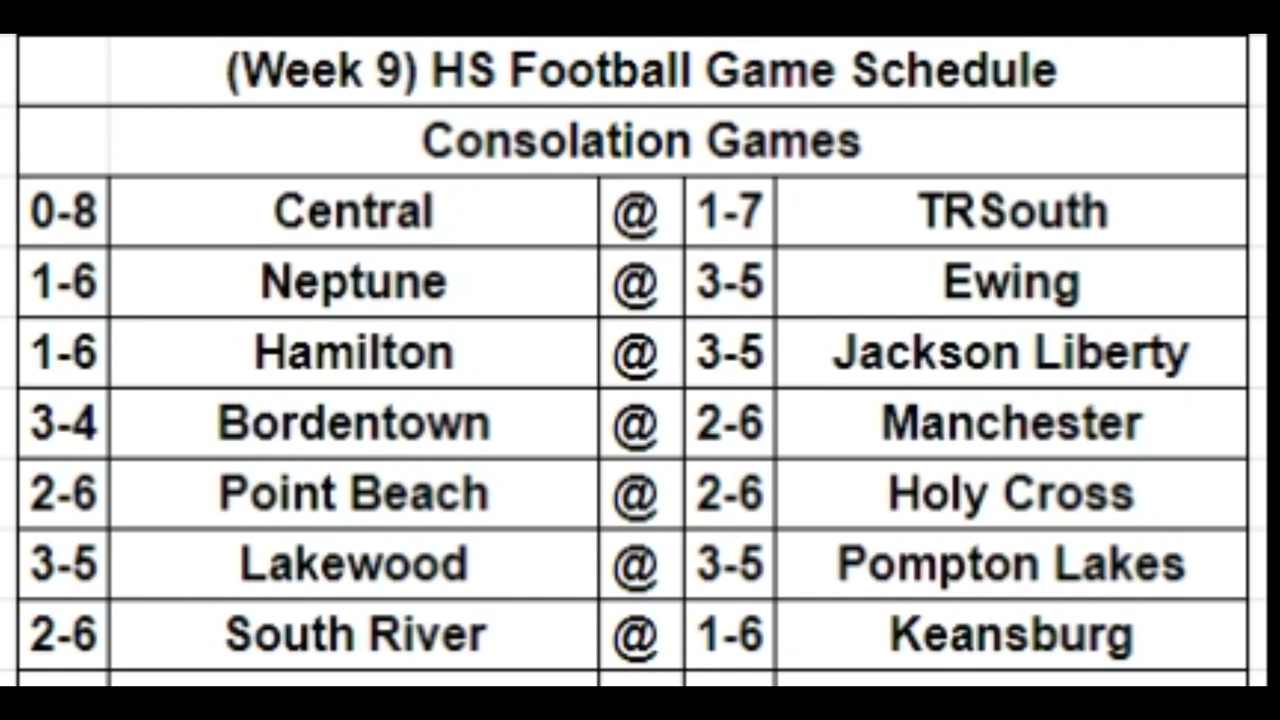 (Week 9) HS Football Game Schedule
Consolation Games
0-8 Central @ 1-7 TRSouth
1-6 Neptune @ 3-5 Ewing
1-6 Hamilton @ 3-5 Jackson Liberty
3-4 Bordentown @ 2-6 Manchester
2-6 Point Beach @ 2-6 Holy Cross
3-5 Lakewood @ 3-5 Pompton Lakes
2-6 South River @ 1-6 Keansburg